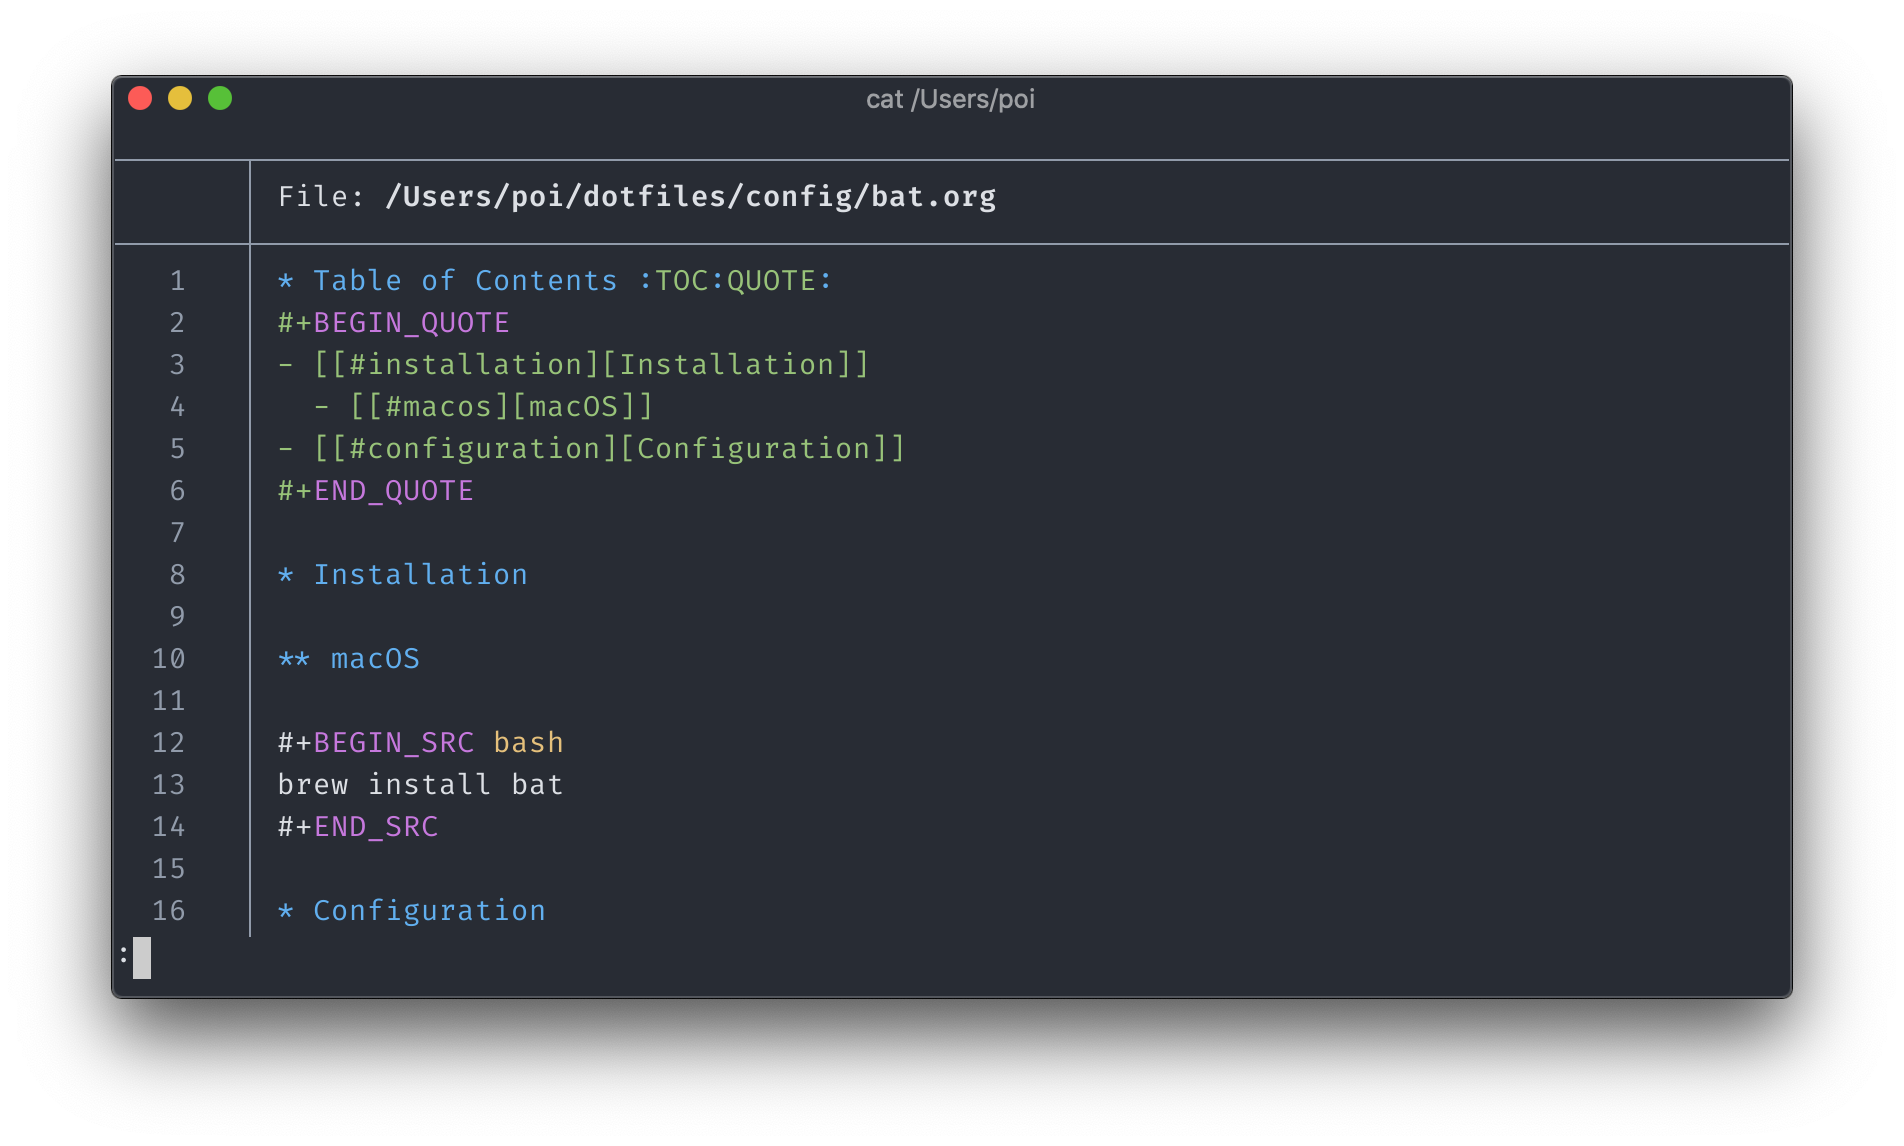 cat /Users/poi
File: /Users/poi/dotfiles/config/bat.org
1 * Table of Contents :TOC:QUOTE:
2 #+BEGIN_QUOTE
3 - [[#installation][Installation]]
4   - [[#macos][macOS]]
5 - [[#configuration][Configuration]]
6 #+END_QUOTE
7
8 * Installation
9
10 ** macOS
11
12 #+BEGIN_SRC bash
13 brew install bat
14 #+END_SRC
15
16 * Configuration
: